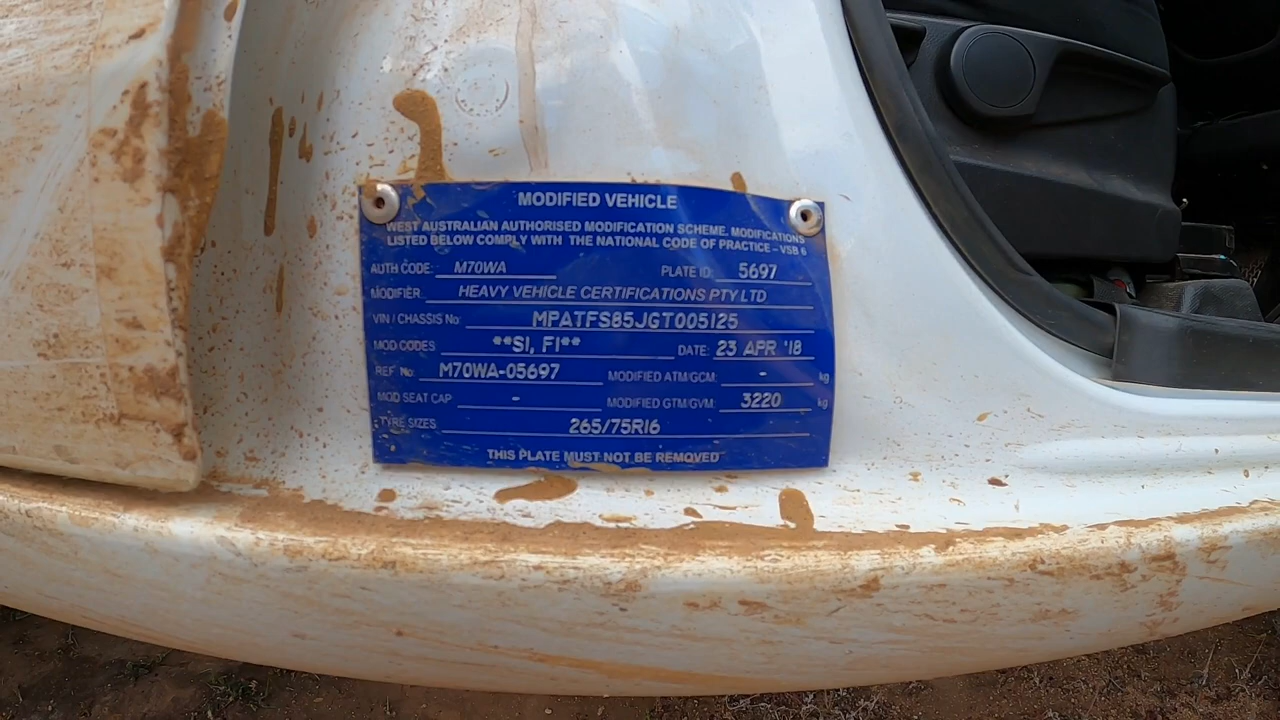 MODIFIED VEHICLE
WEST AUSTRALIAN AUTHORISED MODIFICATION SCHEME. MODIFICATIONS
LISTED BELOW COMPLY WITH THE NATIONAL CODE OF PRACTICE - VSB 6
AUTH CODE: M70WA PLATE ID: 5697
MODIFIER: HEAVY VEHICLE CERTIFICATIONS PTY LTD
VIN / CHASSIS No: MPATFS85JGT005125
MOD CODES **S1, F1** DATE: 23 APR '18
REF No: M70WA-05697 MODIFIED ATM/GCM: - kg
MOD SEAT CAP - MODIFIED GTM/GVM: 3220 kg
TYRE SIZES 265/75R16
THIS PLATE MUST NOT BE REMOVED